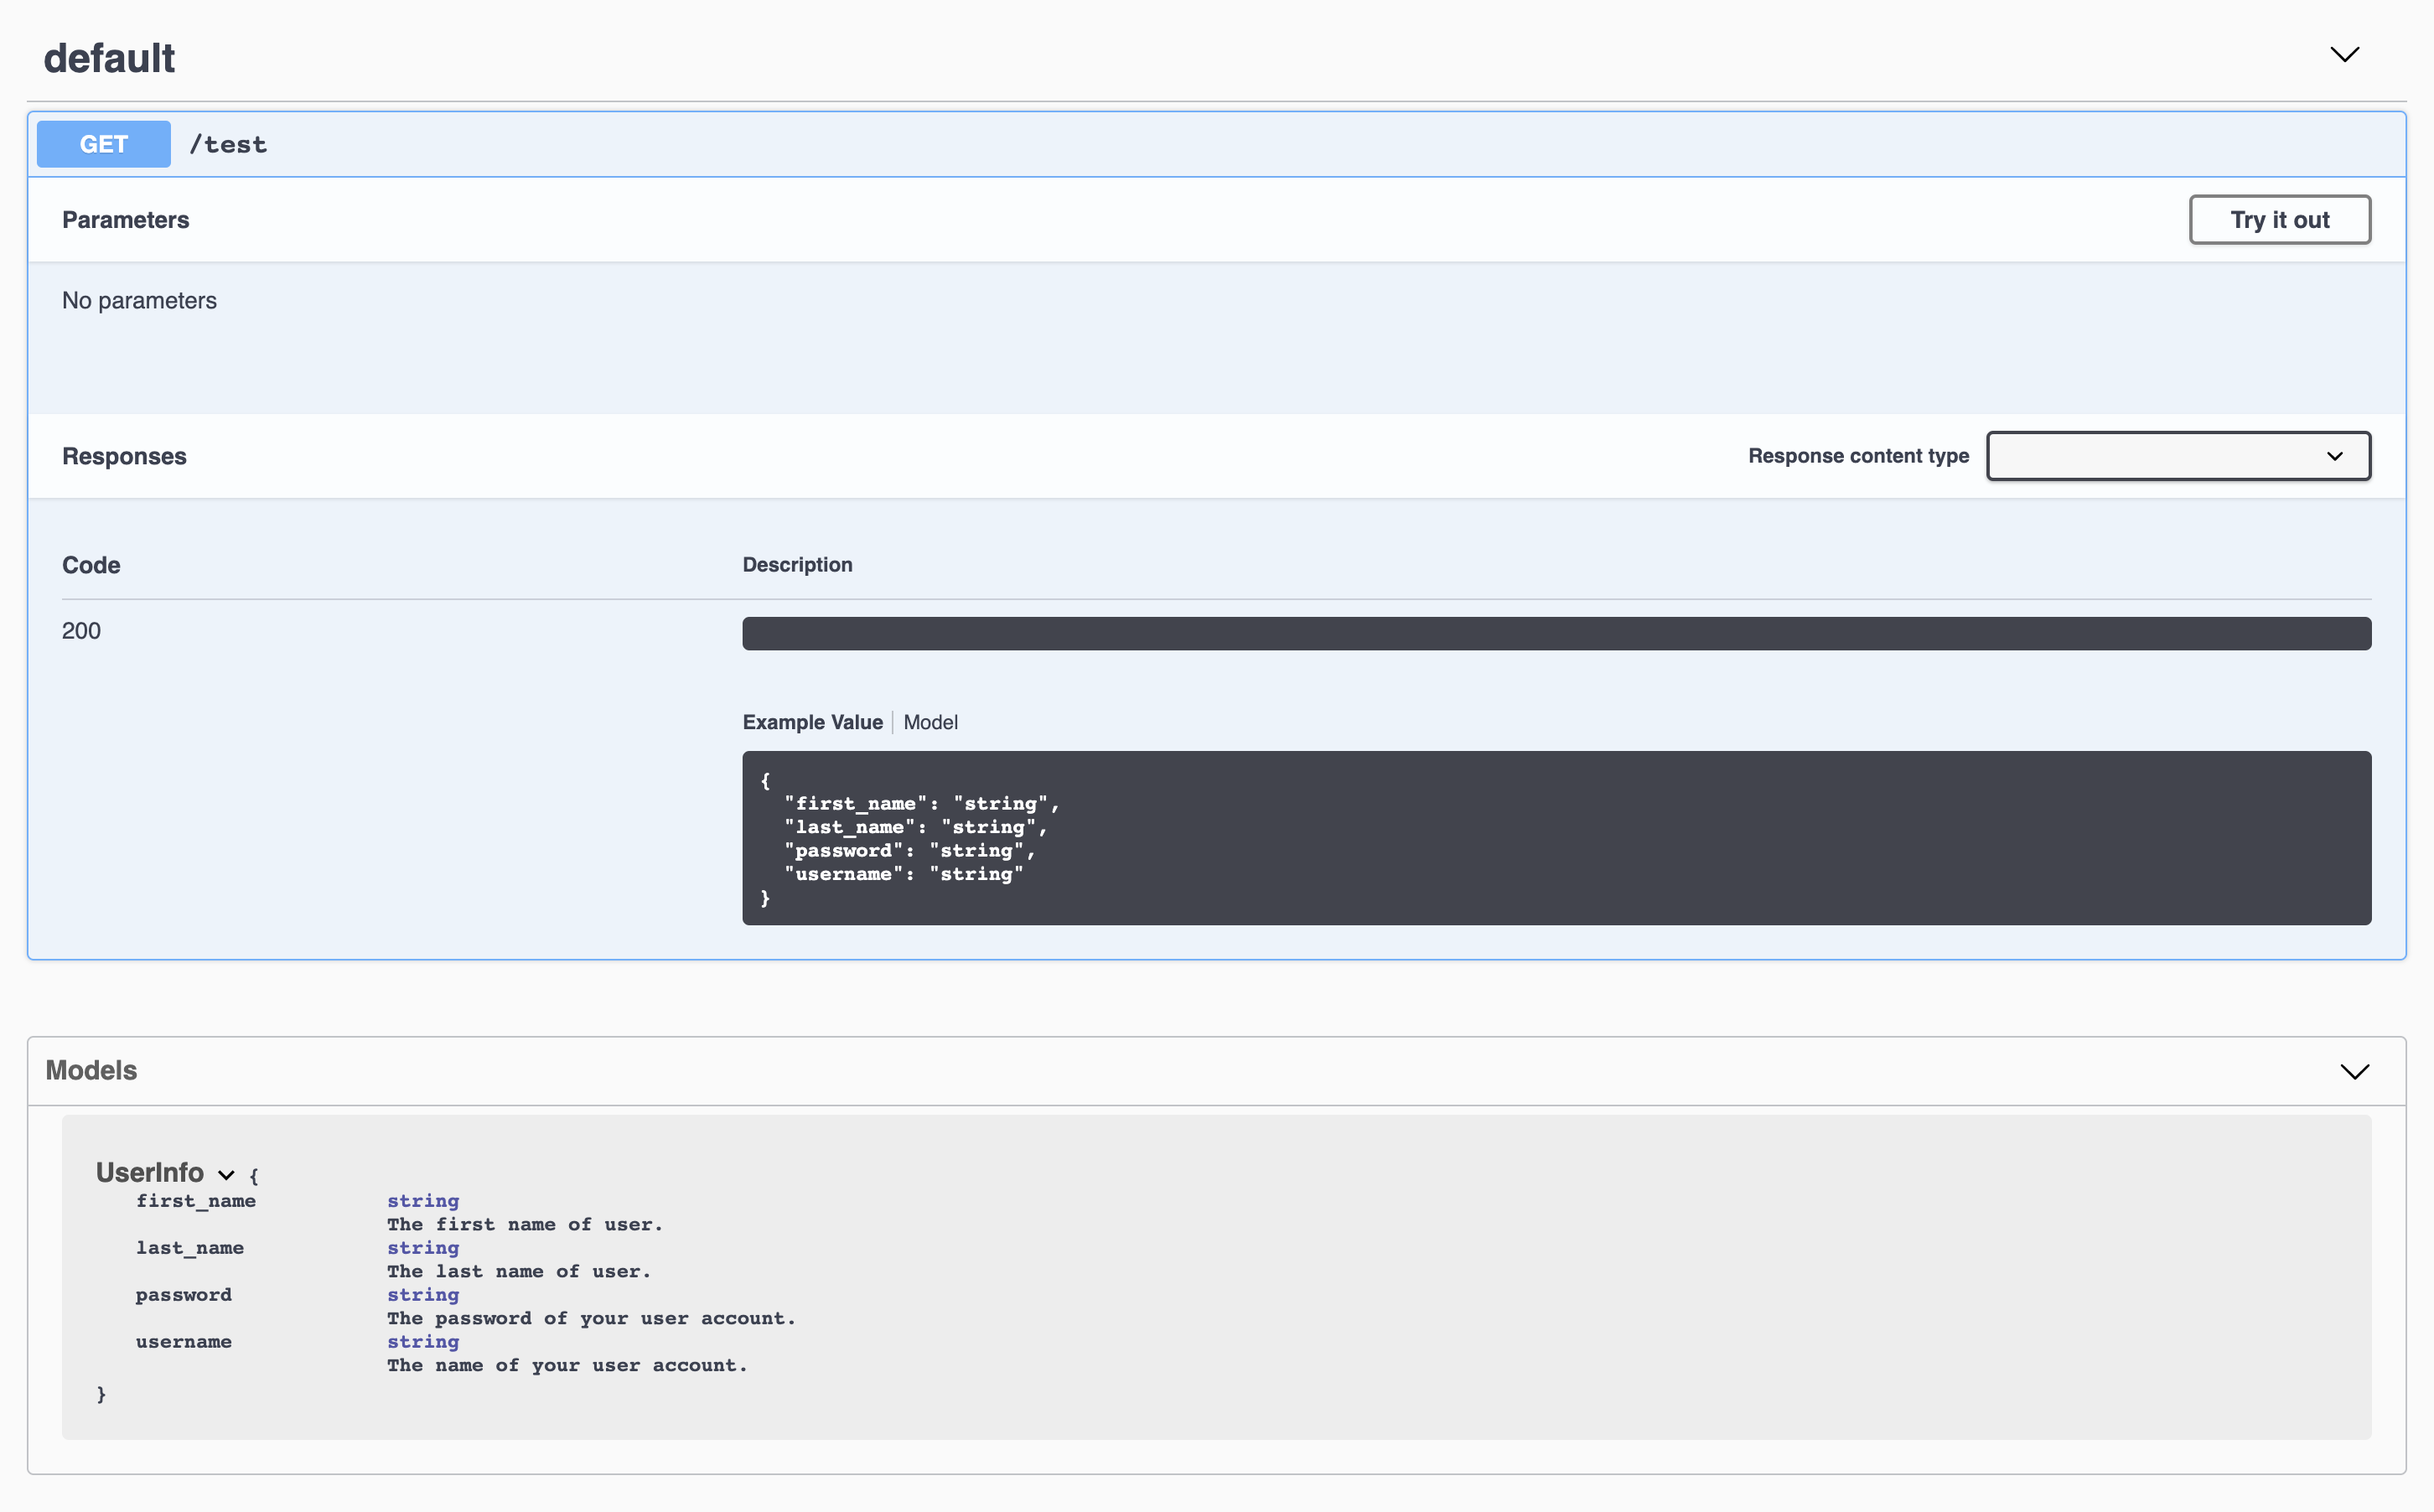 default
GET /test
Parameters Try it out
No parameters
Responses Response content type
Code Description
200
Example Value Model
{
"first_name": "string",
"last_name": "string",
"password": "string",
"username": "string"
}
Models
UserInfo {
first_name string
The first name of user.
last_name string
The last name of user.
password string
The password of your user account.
username string
The name of your user account.
}